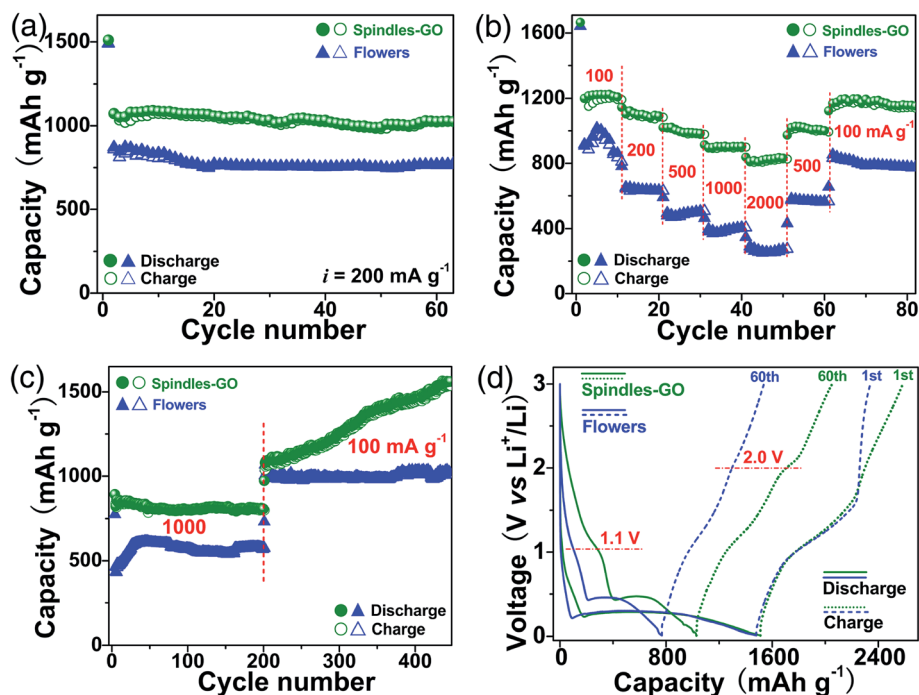 (a)
Spindles-GO
Flowers
Discharge
Charge
i = 200 mA g⁻¹
Capacity (mAh g⁻¹)
1500
1000
500
0
0 20 40 60
Cycle number
(b)
Spindles-GO
Flowers
100
200
500
1000
2000
500
100 mA g⁻¹
Discharge
Charge
Capacity (mAh g⁻¹)
1600
1200
800
400
0
0 20 40 60 80
Cycle number
(c)
Spindles-GO
Flowers
100 mA g⁻¹
1000
Discharge
Charge
Capacity (mAh g⁻¹)
1500
1000
500
0
0 100 200 300 400
Cycle number
(d)
Spindles-GO
Flowers
60th 60th 1st 1st
2.0 V
1.1 V
Discharge
Charge
Voltage (V vs Li⁺/Li)
3
2
1
0
0 800 1600 2400
Capacity (mAh g⁻¹)